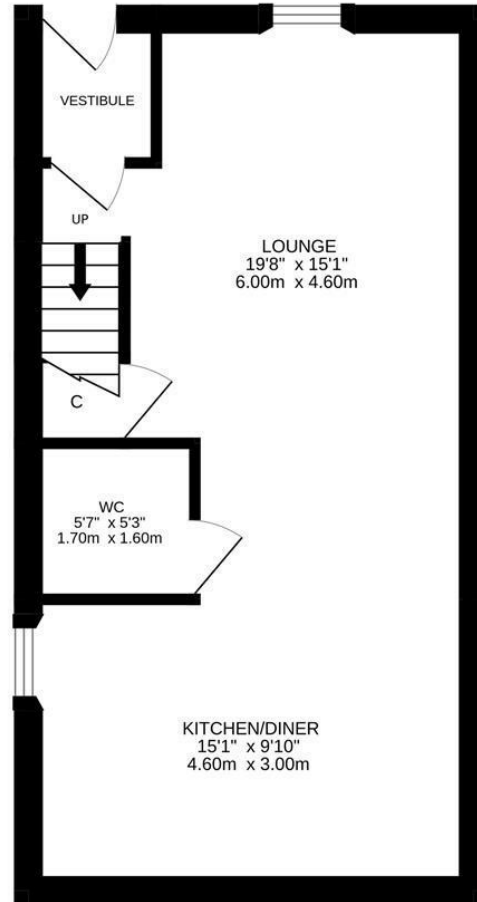 VESTIBULE
UP
LOUNGE
19'8" x 15'1"
6.00m x 4.60m
C
WC
5'7" x 5'3"
1.70m x 1.60m
KITCHEN/DINER
15'1" x 9'10"
4.60m x 3.00m